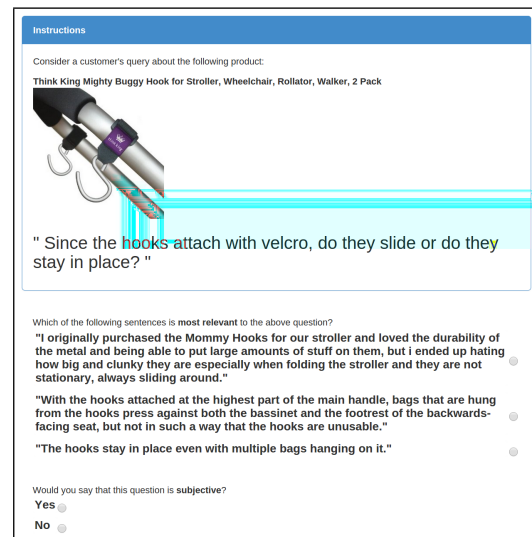 Instructions
Consider a customer's query about the following product:
Think King Mighty Buggy Hook for Stroller, Wheelchair, Rollator, Walker, 2 Pack
" Since the hooks attach with velcro, do they slide or do they
stay in place? "
Which of the following sentences is most relevant to the above question?
"I originally purchased the Mommy Hooks for our stroller and loved the durability of
the metal and being able to put large amounts of stuff on them, but i ended up hating
how big and clunky they are especially when folding the stroller and they are not
stationary, always sliding around."
"With the hooks attached at the highest part of the main handle, bags that are hung
from the hooks press against both the bassinet and the footrest of the backwards-
facing seat, but not in such a way that the hooks are unusable."
"The hooks stay in place even with multiple bags hanging on it."
Would you say that this question is subjective?
Yes
No